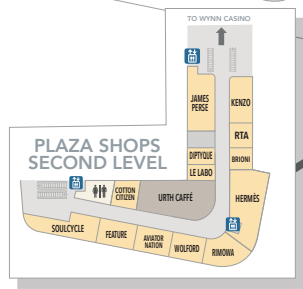 TO WYNN CASINO
JAMES
PERSE
KENZO
RTA
DIPTYQUE
BRIONI
LE LABO
PLAZA SHOPS
SECOND LEVEL
COTTON
CITIZEN
URTH CAFFÉ
HERMÈS
SOULCYCLE
FEATURE
AVIATOR
NATION
WOLFORD
RIMOWA